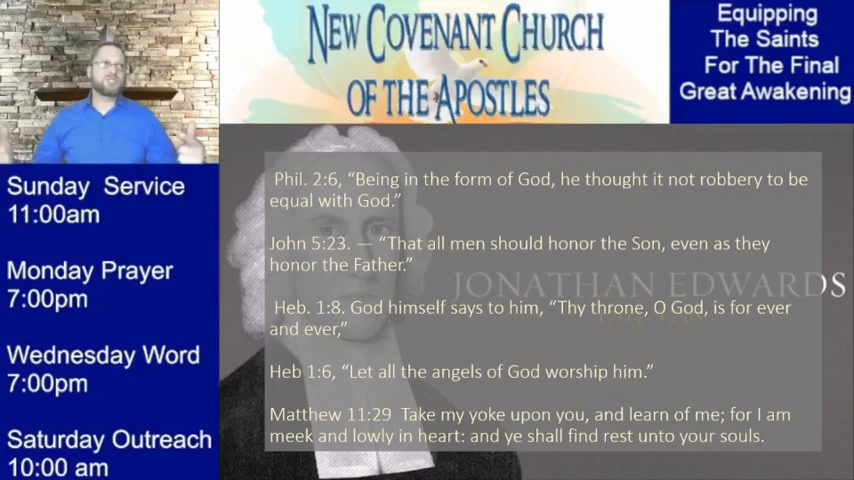 NEW COVENANT CHURCH
OF THE APOSTLES
Equipping
The Saints
For The Final
Great Awakening
Sunday Service
11:00am
Monday Prayer
7:00pm
Wednesday Word
7:00pm
Saturday Outreach
10:00 am
Phil. 2:6, “Being in the form of God, he thought it not robbery to be
equal with God.”
John 5:23. — “That all men should honor the Son, even as they
honor the Father.”
Heb. 1:8. God himself says to him, “Thy throne, O God, is for ever
and ever,”
Heb 1:6, “Let all the angels of God worship him.”
Matthew 11:29 Take my yoke upon you, and learn of me; for I am
meek and lowly in heart: and ye shall find rest unto your souls.
JONATHAN EDWARDS